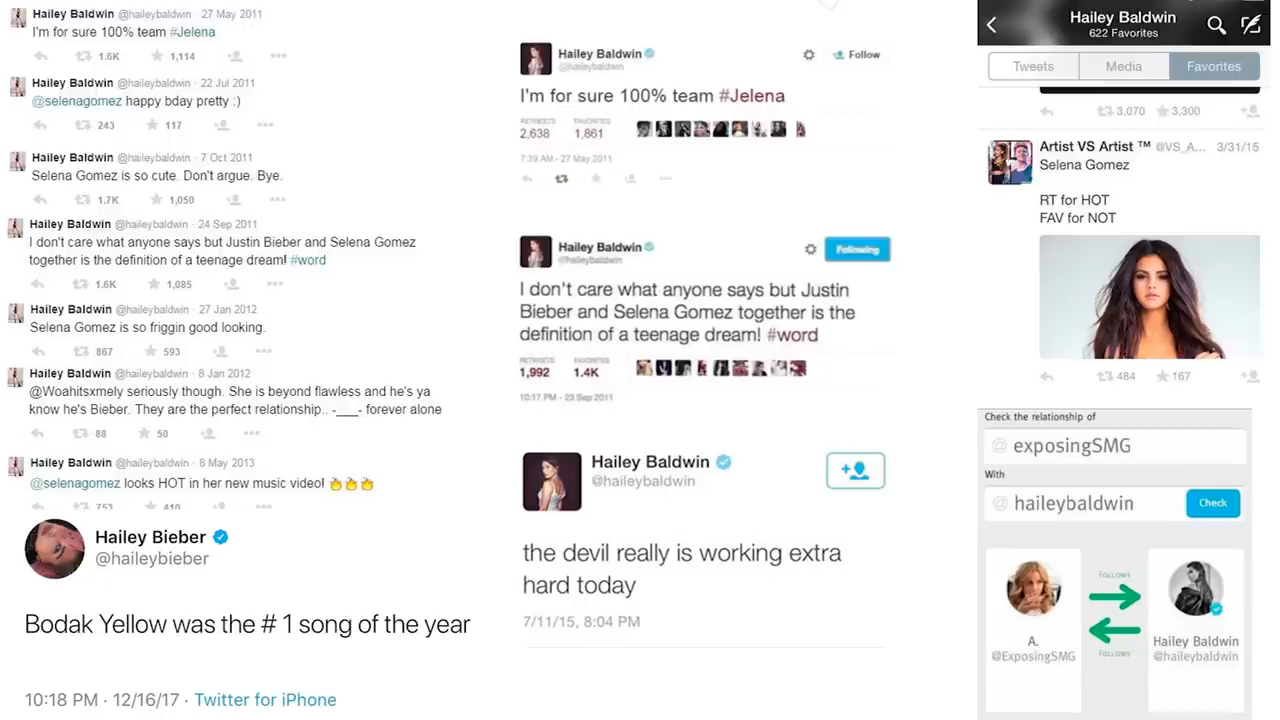 Hailey Baldwin @haileybaldwin · 27 May 2011
I'm for sure 100% team #Jelena
1.6K 1,114
Hailey Baldwin @haileybaldwin · 22 Jul 2011
@selenagomez happy bday pretty :)
243 117
Hailey Baldwin @haileybaldwin · 7 Oct 2011
Selena Gomez is so cute. Don't argue. Bye.
1.7K 1,050
Hailey Baldwin @haileybaldwin · 24 Sep 2011
I don't care what anyone says but Justin Bieber and Selena Gomez
together is the definition of a teenage dream! #word
1.6K 1,085
Hailey Baldwin @haileybaldwin · 27 Jan 2012
Selena Gomez is so friggin good looking.
867 593
Hailey Baldwin @haileybaldwin · 8 Jan 2012
@Woahitsxmely seriously though. She is beyond flawless and he's ya
know he's Bieber. They are the perfect relationship.. -___- forever alone
88 50
Hailey Baldwin @haileybaldwin · 8 May 2013
@selenagomez looks HOT in her new music video! 👏👏👏
753 410
Hailey Bieber
@haileybieber
Bodak Yellow was the #1 song of the year
10:18 PM · 12/16/17 · Twitter for iPhone
Hailey Baldwin
@haileybaldwin
Follow
I'm for sure 100% team #Jelena
RETWEETS FAVORITES
2,638 1,861
7:39 AM - 27 May 2011
Hailey Baldwin
@haileybaldwin
Following
I don't care what anyone says but Justin
Bieber and Selena Gomez together is the
definition of a teenage dream! #word
RETWEETS FAVORITES
1,992 1.4K
10:17 PM - 23 Sep 2011
Hailey Baldwin
@haileybaldwin
the devil really is working extra
hard today
7/11/15, 8:04 PM
Hailey Baldwin
622 Favorites
Tweets Media Favorites
3,070 3,300
Artist VS Artist ™ @VS_A... 3/31/15
Selena Gomez
RT for HOT
FAV for NOT
484 167
Check the relationship of
@ exposingSMG
With
@ haileybaldwin Check
FOLLOWS
FOLLOWS
A.
@ExposingSMG
Hailey Baldwin
@haileybaldwin